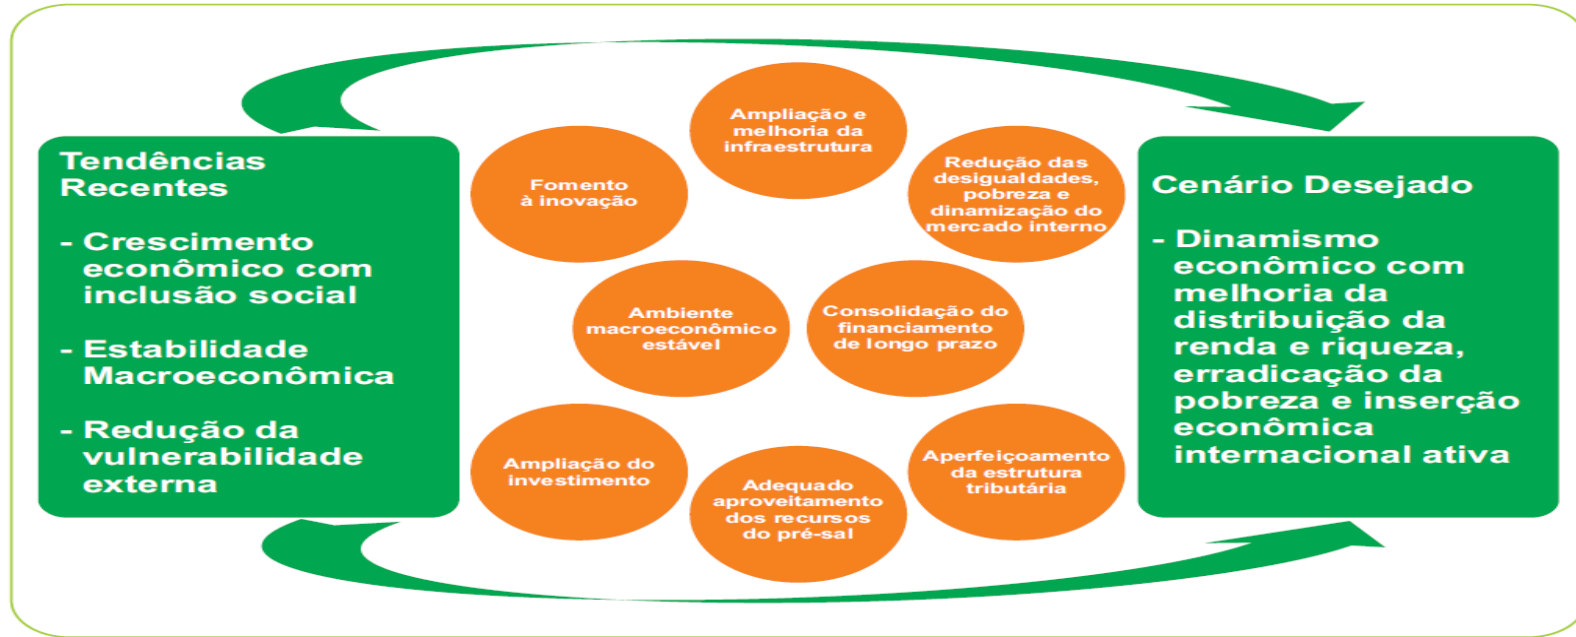 Tendências
Recentes
- Crescimento
econômico com
inclusão social
- Estabilidade
Macroeconômica
- Redução da
vulnerabilidade
externa
Ampliação e
melhoria da
infraestrutura
Fomento
à inovação
Redução das
desigualdades,
pobreza e
dinamização do
mercado interno
Ambiente
macroeconômico
estável
Consolidação do
financiamento
de longo prazo
Ampliação do
investimento
Adequado
aproveitamento
dos recursos
do pré-sal
Aperfeiçoamento
da estrutura
tributária
Cenário Desejado
- Dinamismo
econômico com
melhoria da
distribuição da
renda e riqueza,
erradicação da
pobreza e inserção
econômica
internacional ativa